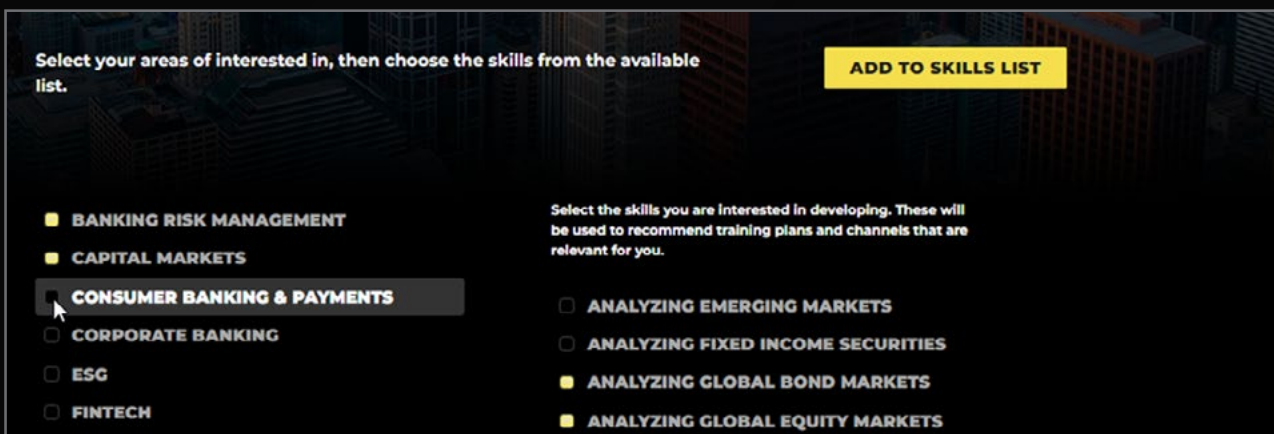 Select your areas of interested in, then choose the skills from the available
list.
ADD TO SKILLS LIST
BANKING RISK MANAGEMENT
CAPITAL MARKETS
CONSUMER BANKING & PAYMENTS
CORPORATE BANKING
ESG
FINTECH
Select the skills you are interested in developing. These will
be used to recommend training plans and channels that are
relevant for you.
ANALYZING EMERGING MARKETS
ANALYZING FIXED INCOME SECURITIES
ANALYZING GLOBAL BOND MARKETS
ANALYZING GLOBAL EQUITY MARKETS